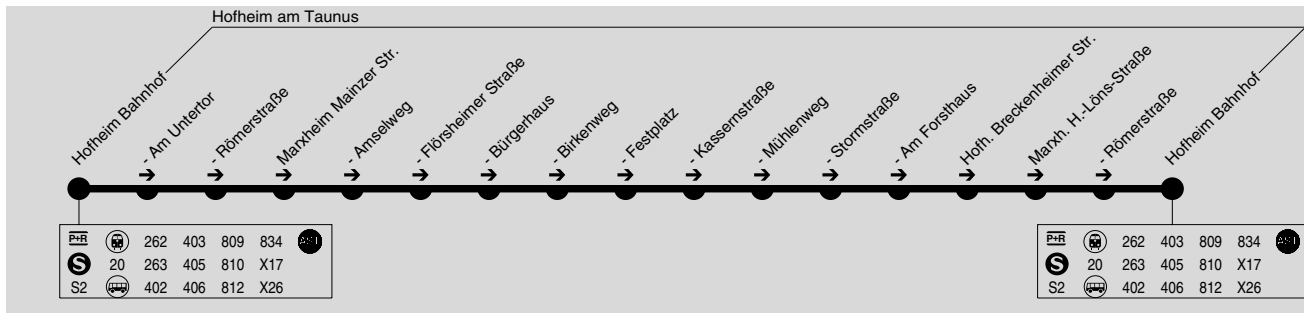 Hofheim am Taunus
Hofheim Bahnhof
- Am Untertor
- Römerstraße
Marxheim Mainzer Str.
- Amselweg
- Flörsheimer Straße
- Bürgerhaus
- Birkenweg
- Festplatz
- Kassernstraße
- Mühlenweg
- Stormstraße
- Am Forsthaus
Hofh. Breckenheimer Str.
Marxh. H.-Löns-Straße
- Römerstraße
Hofheim Bahnhof
P+R 262 403 809 834 AST
S 20 263 405 810 X17
S2 402 406 812 X26
P+R 262 403 809 834 AST
S 20 263 405 810 X17
S2 402 406 812 X26